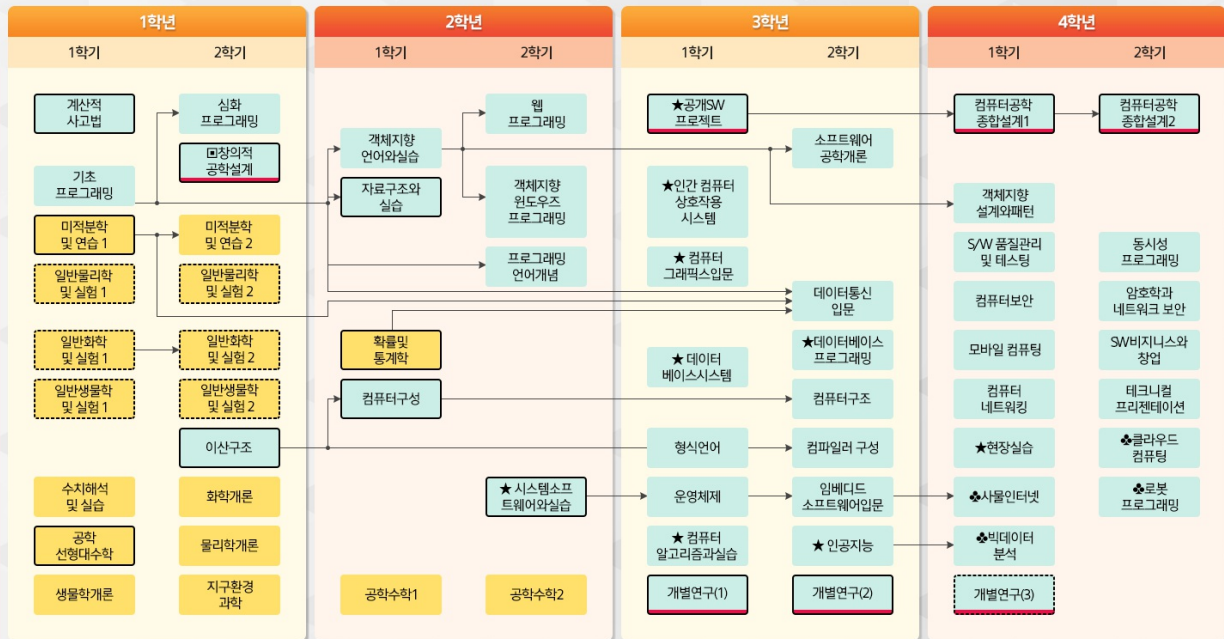 1학년
2학년
3학년
4학년
1학기
2학기
1학기
2학기
1학기
2학기
1학기
2학기
계산적
사고법
기초
프로그래밍
미적분학
및 연습 1
일반물리학
및 실험 1
일반화학
및 실험 1
일반생물학
및 실험 1
수치해석
및 실습
공학
선형대수학
생물학개론
심화
프로그래밍
▣창의적
공학설계
미적분학
및 연습 2
일반물리학
및 실험 2
일반화학
및 실험 2
일반생물학
및 실험 2
이산구조
화학개론
물리학개론
지구환경
과학
객체지향
언어와실습
자료구조와
실습
확률및
통계학
컴퓨터구성
공학수학1
웹
프로그래밍
객체지향
윈도우즈
프로그래밍
프로그래밍
언어개념
★ 시스템소프
트웨어와실습
공학수학2
★공개SW
프로젝트
★인간 컴퓨터
상호작용
시스템
★ 컴퓨터
그래픽스입문
★ 데이터
베이스시스템
형식언어
운영체제
★ 컴퓨터
알고리즘과실습
개별연구(1)
소프트웨어
공학개론
데이터통신
입문
★데이터베이스
프로그래밍
컴퓨터구조
컴파일러 구성
임베디드
소프트웨어입문
★ 인공지능
개별연구(2)
컴퓨터공학
종합설계1
객체지향
설계와패턴
S/W 품질관리
및 테스팅
컴퓨터보안
모바일 컴퓨팅
컴퓨터
네트워킹
★현장실습
♣사물인터넷
♣빅데이터
분석
개별연구(3)
컴퓨터공학
종합설계2
동시성
프로그래밍
암호학과
네트워크 보안
SW비지니스와
창업
테크니컬
프리젠테이션
♣클라우드
컴퓨팅
♣로봇
프로그래밍